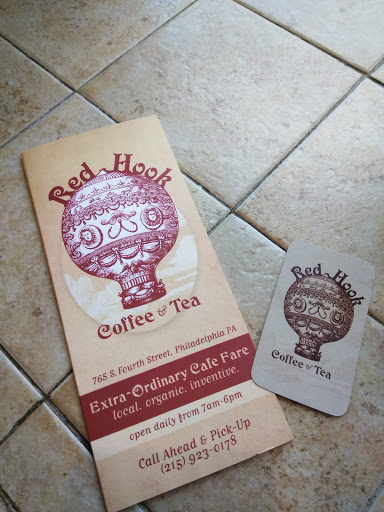 Red Hook
Coffee & Tea
765 S. Fourth Street, Philadelphia PA
Extra-Ordinary Cafe Fare
local. organic. inventive.
open daily from 7am-6pm
Call Ahead & Pick-Up
(215) 923-0178
Red Hook
Coffee & Tea